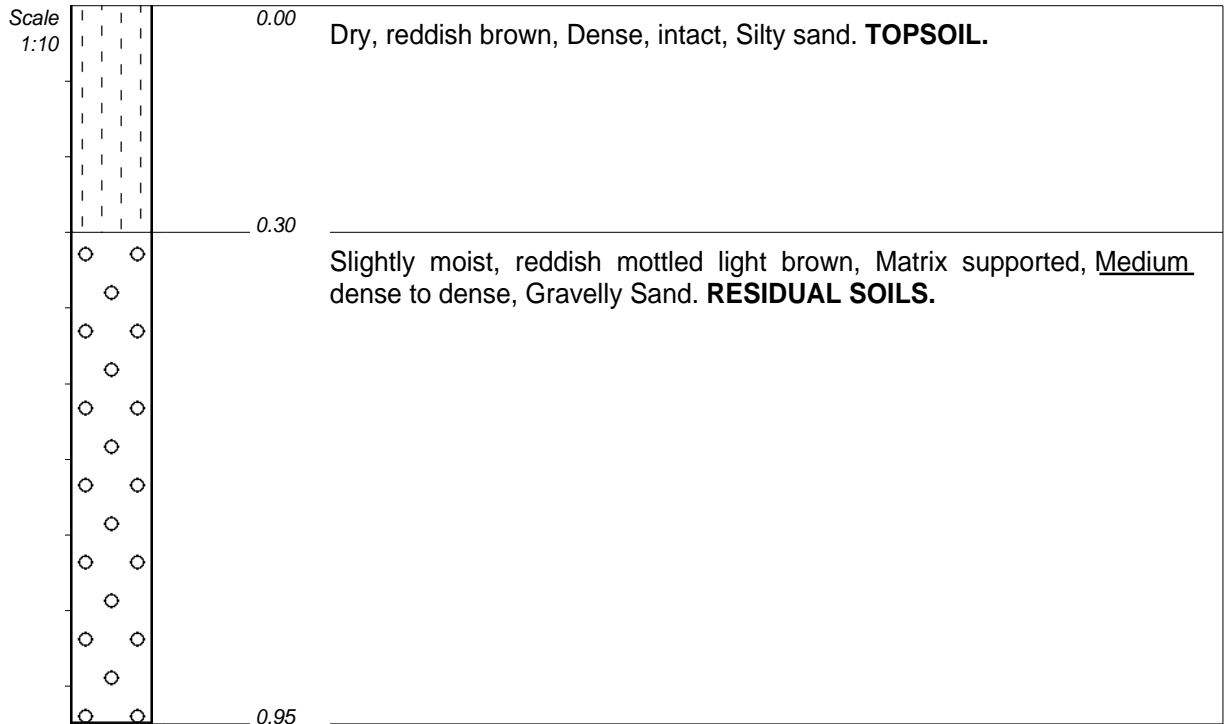 Scale
1:10
0.00
Dry, reddish brown, Dense, intact, Silty sand. TOPSOIL.
0.30
Slightly moist, reddish mottled light brown, Matrix supported, Medium
dense to dense, Gravelly Sand. RESIDUAL SOILS.
0.95